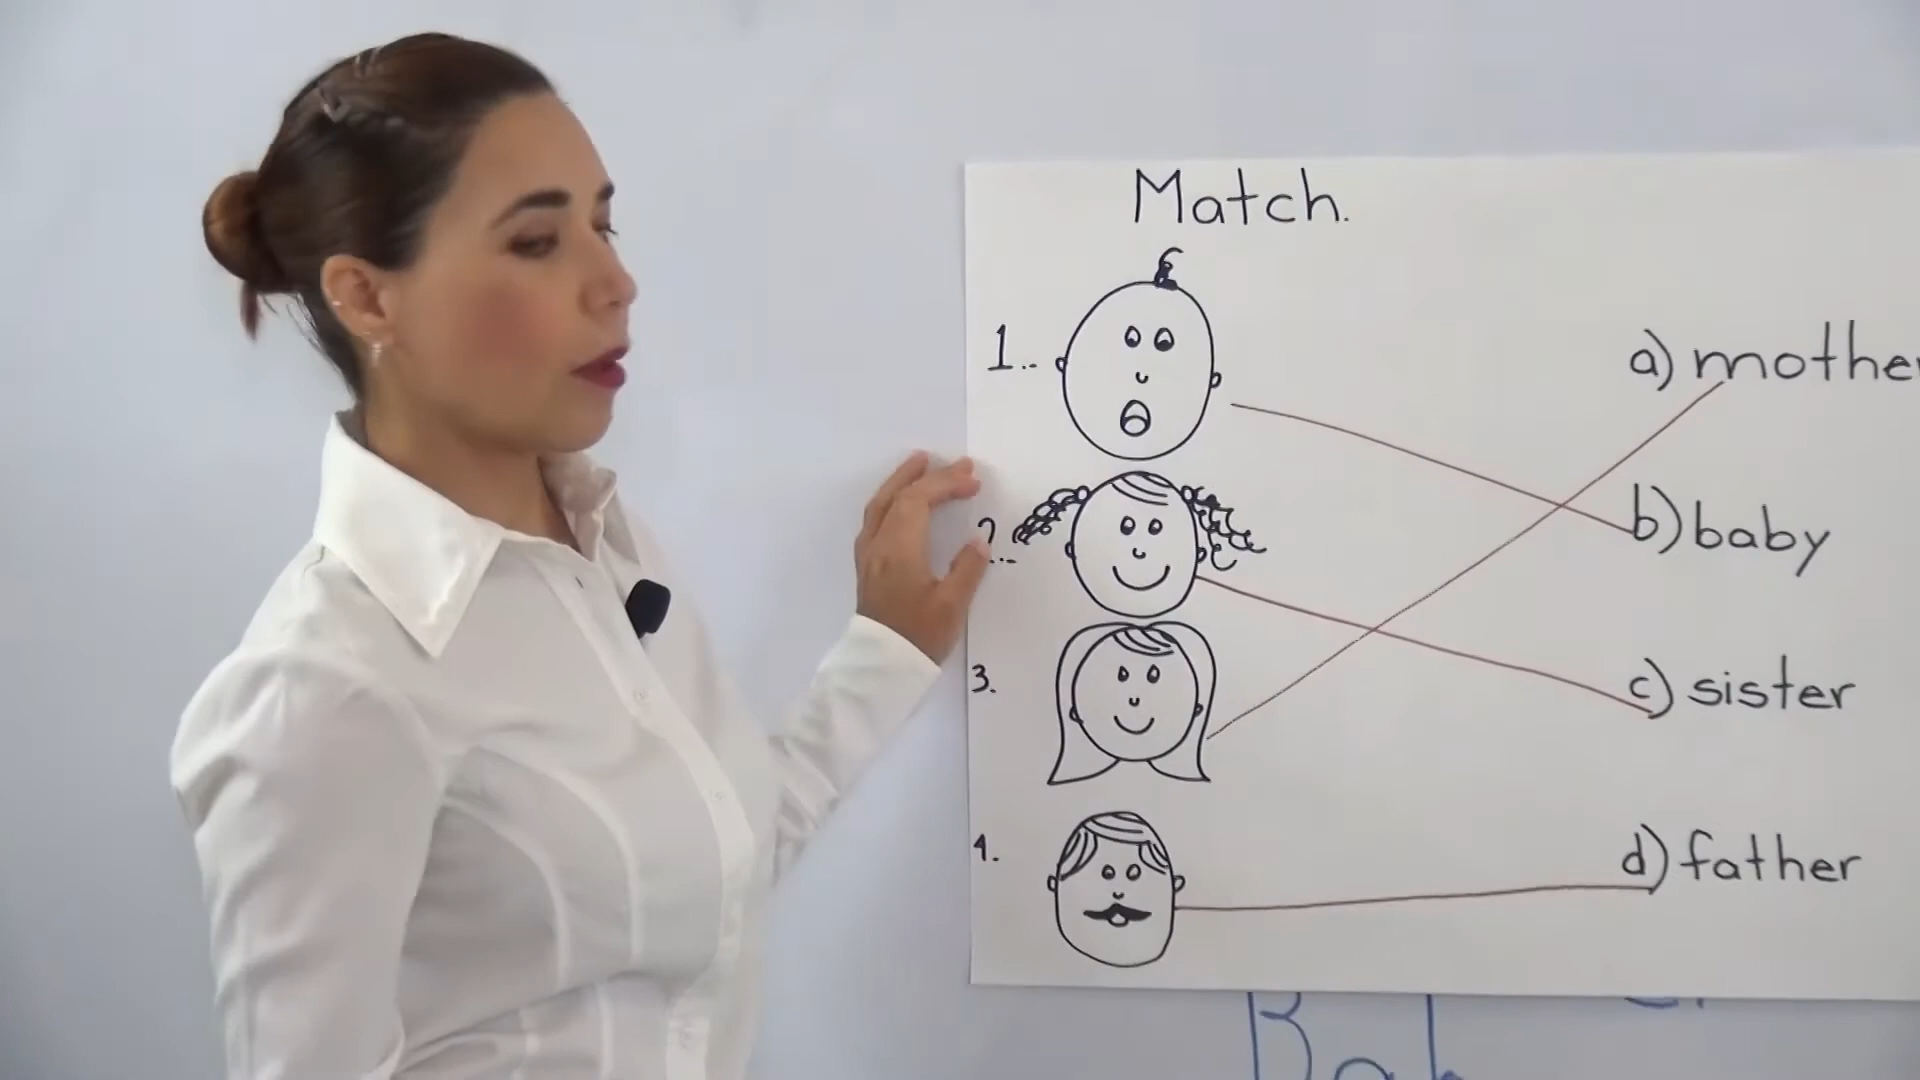 Match.
1..
a) mother
b) baby
2...
3.
c) sister
4.
d) father